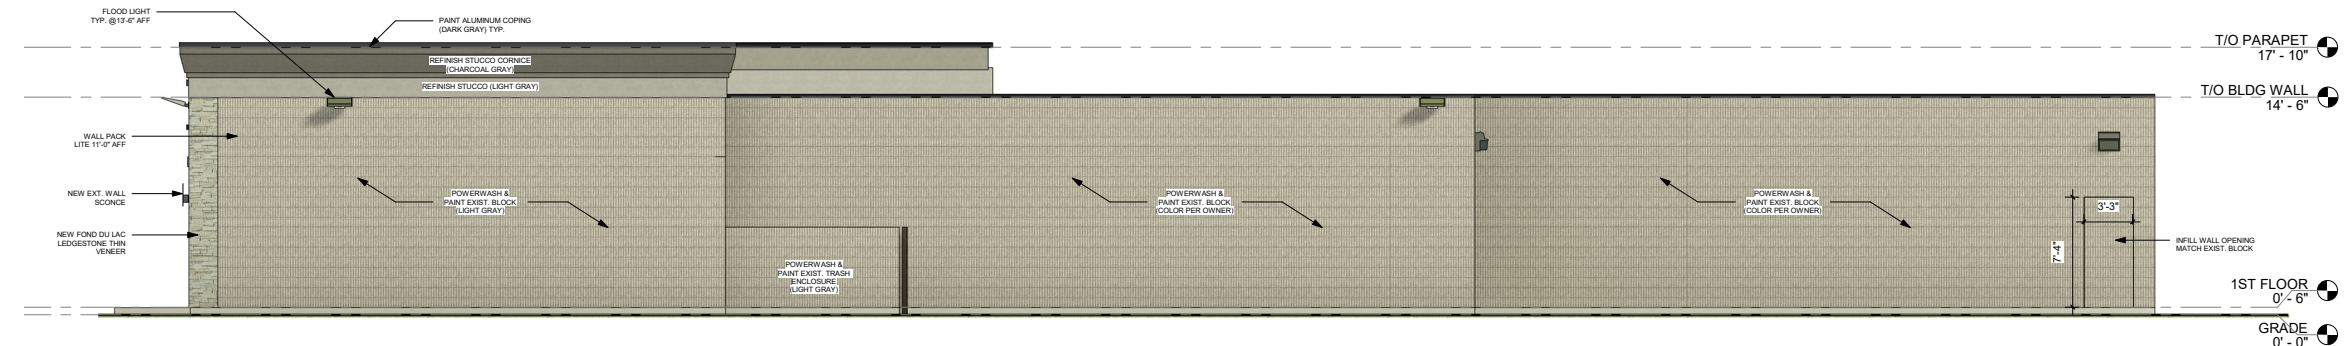 FLOOD LIGHT
TYP. @13'-6" AFF
PAINT ALUMINUM COPING
(DARK GRAY) TYP.
T/O PARAPET
17' - 10"
REFINISH STUCCO CORNICE
(CHARCOAL GRAY)
REFINISH STUCCO (LIGHT GRAY)
T/O BLDG WALL
14' - 6"
WALL PACK
LITE 11'-0" AFF
NEW EXT. WALL
SCONCE
POWERWASH &
PAINT EXIST. BLOCK
(LIGHT GRAY)
POWERWASH &
PAINT EXIST. BLOCK
(COLOR PER OWNER)
POWERWASH &
PAINT EXIST. BLOCK
(COLOR PER OWNER)
3'-3"
7'-4"
NEW FOND DU LAC
LEDGESTONE THIN
VENEER
INFILL WALL OPENING
MATCH EXIST. BLOCK
POWERWASH &
PAINT EXIST. TRASH
ENCLOSURE
(LIGHT GRAY)
1ST FLOOR
0' - 6"
GRADE
0' - 0"